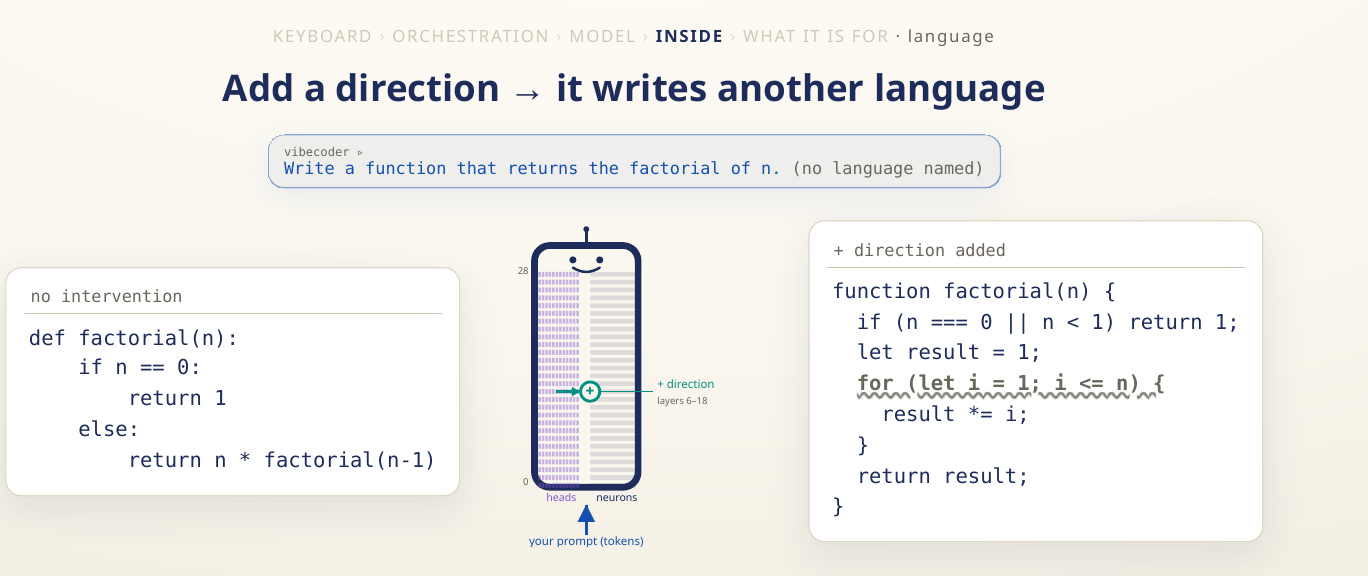 KEYBOARD › ORCHESTRATION › MODEL › INSIDE › WHAT IT IS FOR · language
Add a direction → it writes another language
vibecoder ▹
Write a function that returns the factorial of n. (no language named)
no intervention
def factorial(n):
    if n == 0:
        return 1
    else:
        return n * factorial(n-1)
28
0
heads
neurons
+
+ direction
layers 6–18
your prompt (tokens)
+ direction added
function factorial(n) {
  if (n === 0 || n < 1) return 1;
  let result = 1;
  for (let i = 1; i <= n) {
    result *= i;
  }
  return result;
}